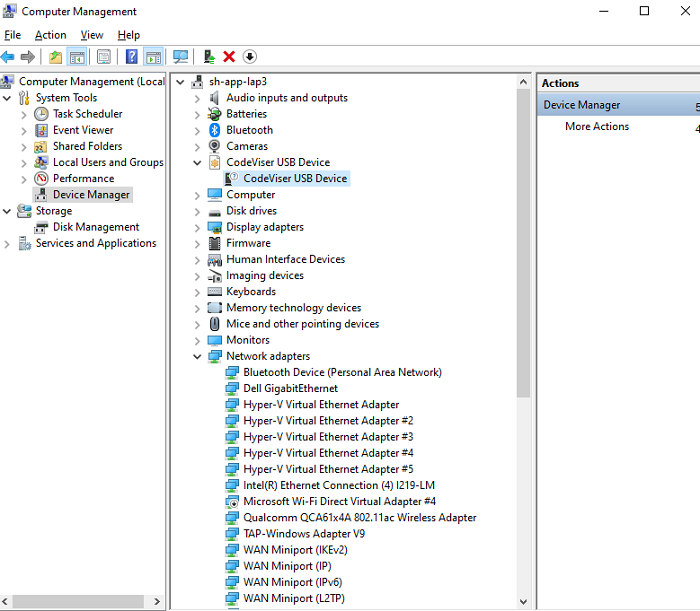 Computer Management
File Action View Help
Computer Management (Local
System Tools
Task Scheduler
Event Viewer
Shared Folders
Local Users and Groups
Performance
Device Manager
Storage
Disk Management
Services and Applications
sh-app-lap3
Audio inputs and outputs
Batteries
Bluetooth
Cameras
CodeViser USB Device
CodeViser USB Device
Computer
Disk drives
Display adapters
Firmware
Human Interface Devices
Imaging devices
Keyboards
Memory technology devices
Mice and other pointing devices
Monitors
Network adapters
Bluetooth Device (Personal Area Network)
Dell GigabitEthernet
Hyper-V Virtual Ethernet Adapter
Hyper-V Virtual Ethernet Adapter #2
Hyper-V Virtual Ethernet Adapter #3
Hyper-V Virtual Ethernet Adapter #4
Hyper-V Virtual Ethernet Adapter #5
Intel(R) Ethernet Connection (4) I219-LM
Microsoft Wi-Fi Direct Virtual Adapter #4
Qualcomm QCA61x4A 802.11ac Wireless Adapter
TAP-Windows Adapter V9
WAN Miniport (IKEv2)
WAN Miniport (IP)
WAN Miniport (IPv6)
WAN Miniport (L2TP)
Actions
Device Manager
More Actions